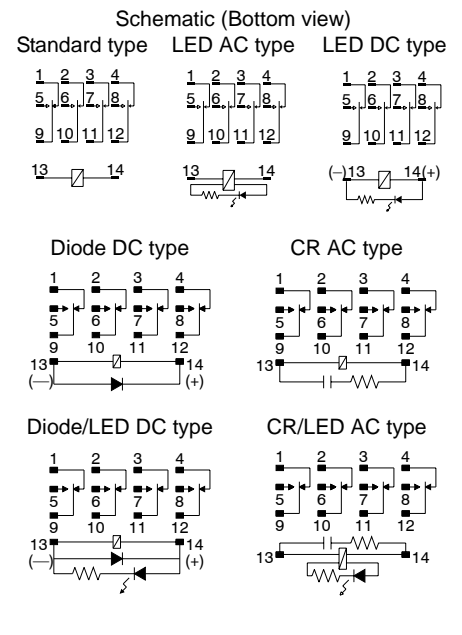 Schematic (Bottom view)
Standard type LED AC type LED DC type
1 2 3 4 1 2 3 4 1 2 3 4
5 6 7 8 5 6 7 8 5 6 7 8
9 10 11 12 9 10 11 12 9 10 11 12
13 14 13 14 (–)13 14(+)
Diode DC type CR AC type
1 2 3 4 1 2 3 4
5 6 7 8 5 6 7 8
9 10 11 12 9 10 11 12
13 14 13 14
(—) (+)
Diode/LED DC type CR/LED AC type
1 2 3 4 1 2 3 4
5 6 7 8 5 6 7 8
9 10 11 12 9 10 11 12
13 14 13 14
(—) (+)